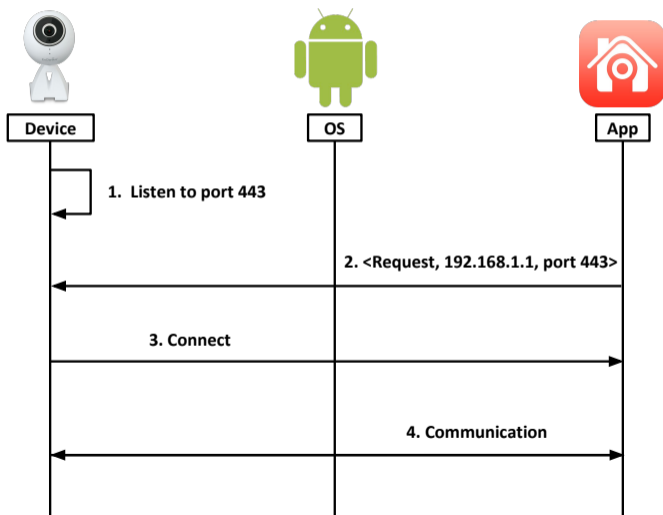 Device
OS
App
1. Listen to port 443
2. <Request, 192.168.1.1, port 443>
3. Connect
4. Communication